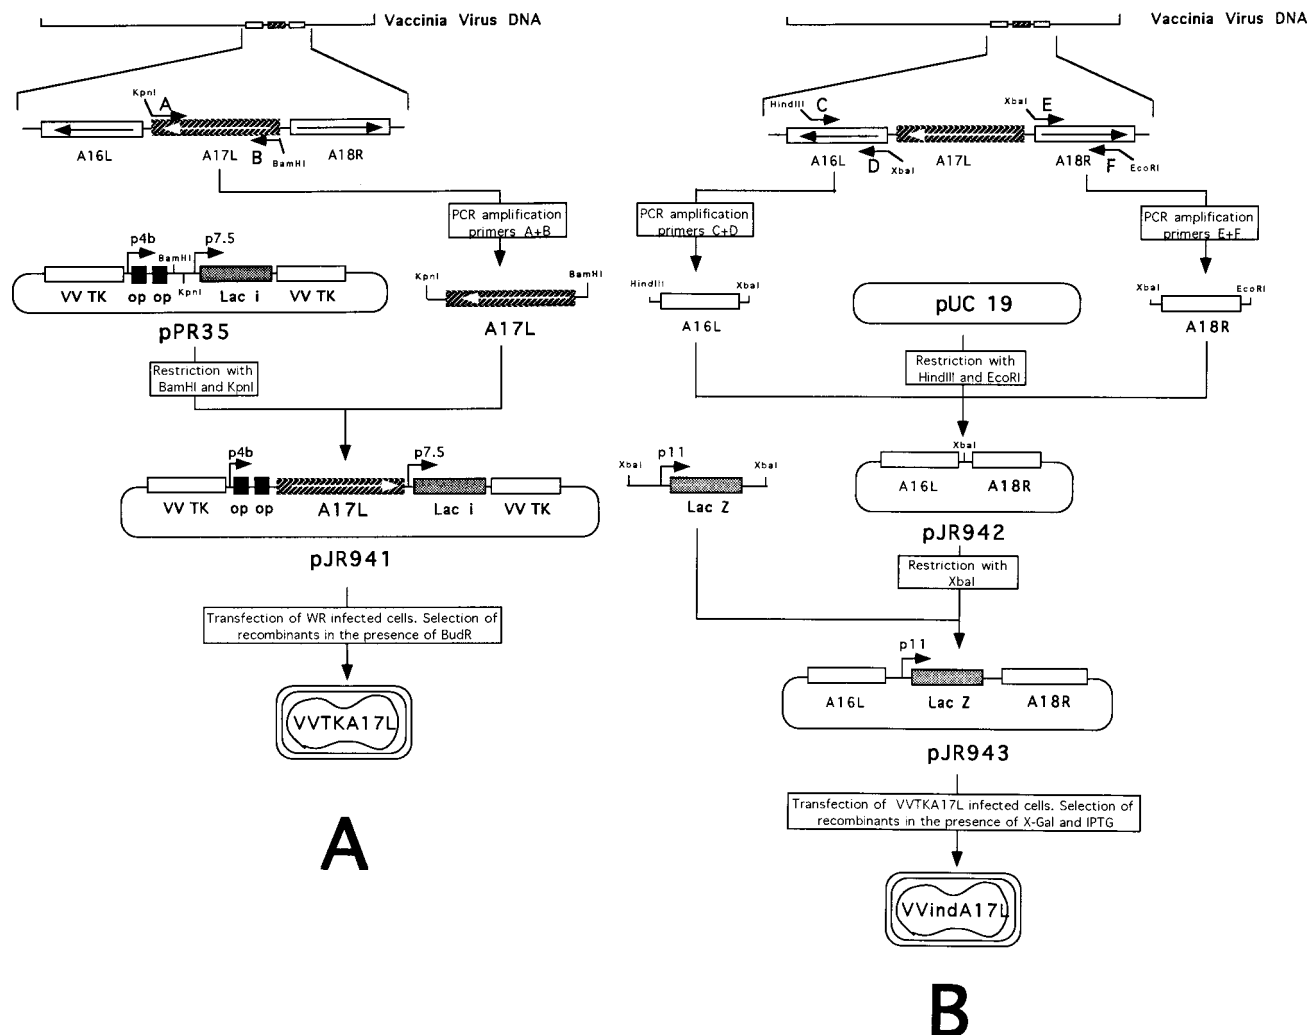 Vaccinia Virus DNA
KpnI
A
A16L
A17L
B
BamHI
A18R
PCR amplification
primers A+B
p4b
BamHI
p7.5
VV TK
op op
KpnI
Lac i
VV TK
pPR35
KpnI
BamHI
A17L
Restriction with
BamHI and KpnI
p4b
p7.5
VV TK
op op
A17L
Lac i
VV TK
pJR941
Transfection of WR infected cells. Selection of
recombinants in the presence of BudR
VVTKA17L
A
Vaccinia Virus DNA
HindIII
C
XbaI
E
A16L
D
XbaI
A17L
A18R
F
EcoRI
PCR amplification
primers C+D
PCR amplification
primers E+F
HindIII
XbaI
A16L
pUC 19
XbaI
EcoRI
A18R
Restriction with
HindIII and EcoRI
XbaI
p11
XbaI
Lac Z
XbaI
A16L
A18R
pJR942
Restriction with
XbaI
p11
A16L
Lac Z
A18R
pJR943
Transfection of VVTKA17L infected cells. Selection of
recombinants in the presence of X-Gal and IPTG
VVindA17L
B